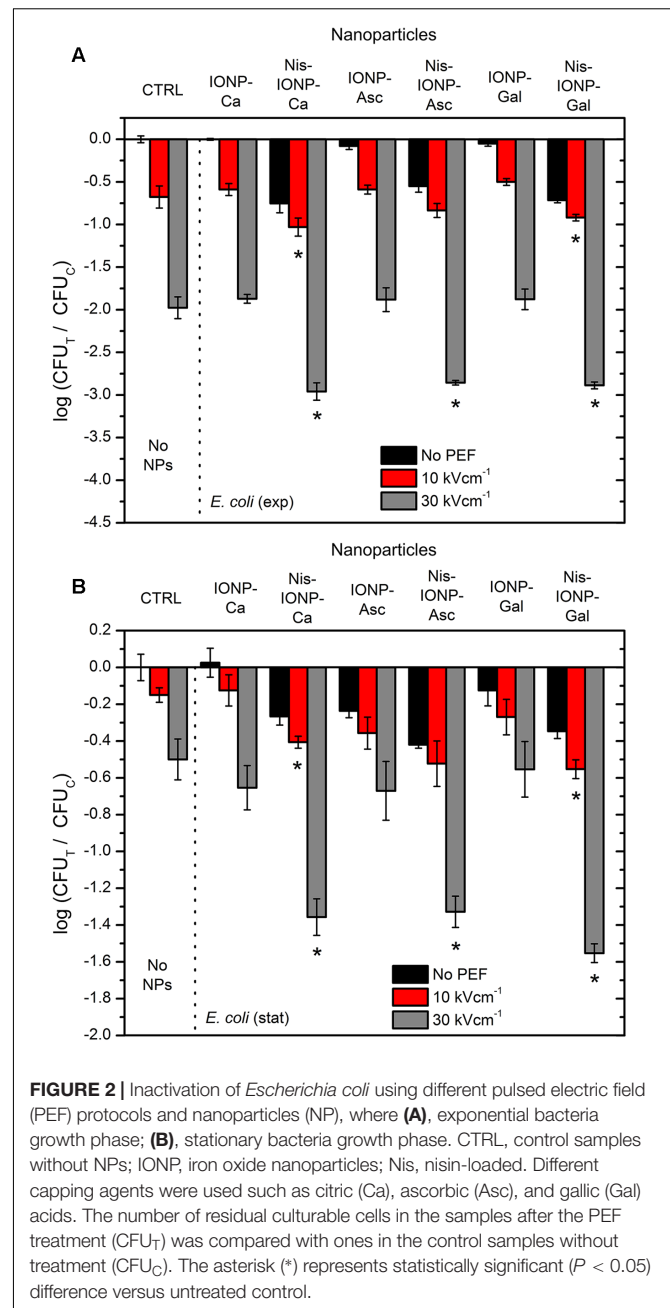 Nanoparticles
A
CTRL
IONP-
Ca
Nis-
IONP-
Ca
IONP-
Asc
Nis-
IONP-
Asc
IONP-
Gal
Nis-
IONP-
Gal
0.0
-0.5
-1.0
-1.5
-2.0
-2.5
-3.0
-3.5
-4.0
-4.5
log (CFU_T / CFU_C)
* * * * *
No
NPs
E. coli (exp)
No PEF
10 kVcm⁻¹
30 kVcm⁻¹
Nanoparticles
B
CTRL
IONP-
Ca
Nis-
IONP-
Ca
IONP-
Asc
Nis-
IONP-
Asc
IONP-
Gal
Nis-
IONP-
Gal
0.2
0.0
-0.2
-0.4
-0.6
-0.8
-1.0
-1.2
-1.4
-1.6
-1.8
-2.0
log (CFU_T / CFU_C)
* * * * *
No
NPs
E. coli (stat)
No PEF
10 kVcm⁻¹
30 kVcm⁻¹
FIGURE 2 | Inactivation of Escherichia coli using different pulsed electric field
(PEF) protocols and nanoparticles (NP), where (A), exponential bacteria
growth phase; (B), stationary bacteria growth phase. CTRL, control samples
without NPs; IONP, iron oxide nanoparticles; Nis, nisin-loaded. Different
capping agents were used such as citric (Ca), ascorbic (Asc), and gallic (Gal)
acids. The number of residual culturable cells in the samples after the PEF
treatment (CFU_T) was compared with ones in the control samples without
treatment (CFU_C). The asterisk (*) represents statistically significant (P < 0.05)
difference versus untreated control.